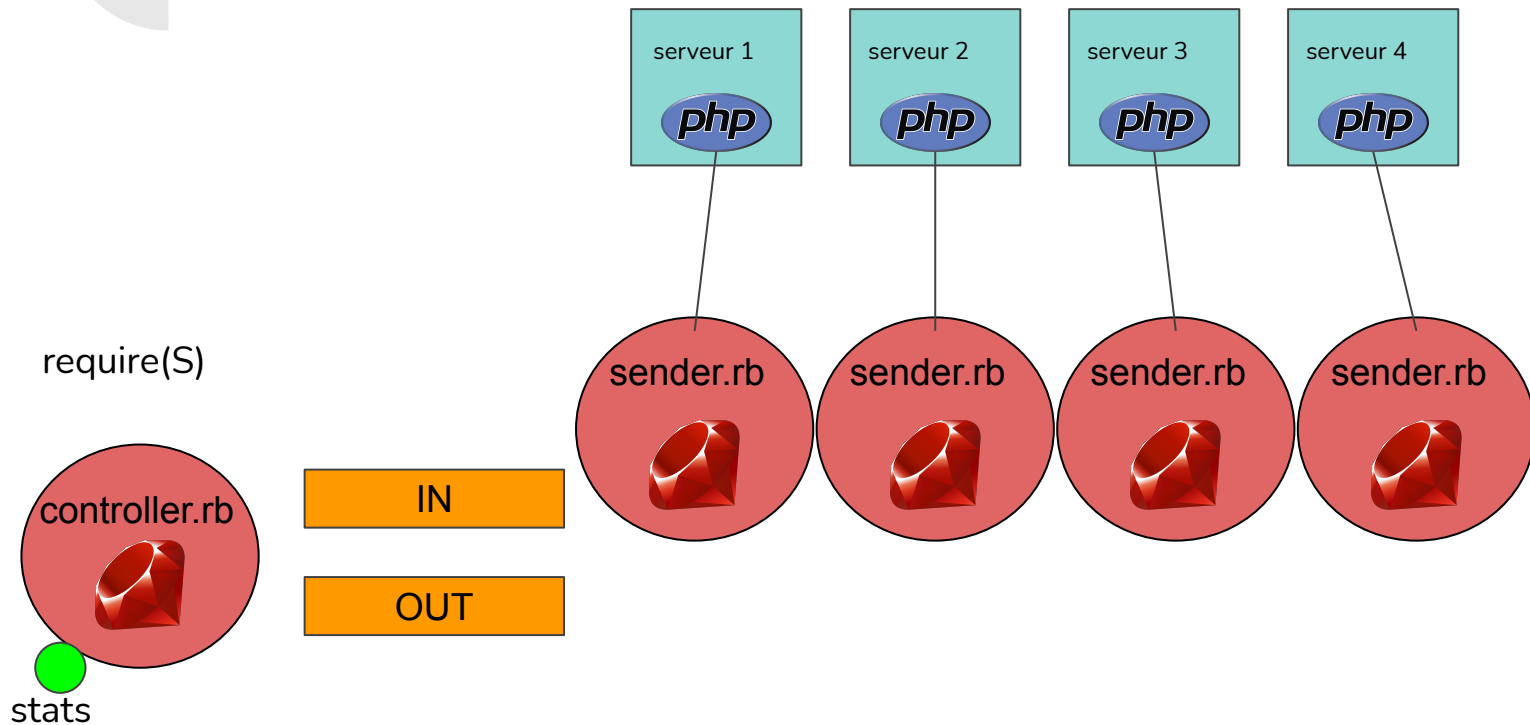 serveur 1
serveur 2
serveur 3
serveur 4
php
php
php
php
require(S)
sender.rb
sender.rb
sender.rb
sender.rb
controller.rb
IN
OUT
stats